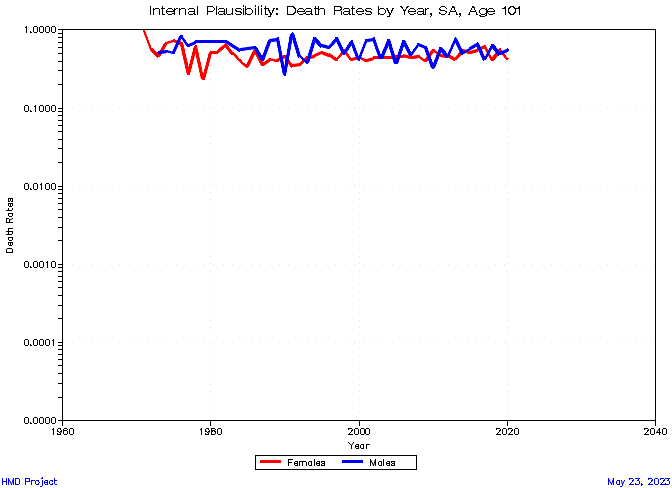 Internal Plausibility: Death Rates by Year, SA, Age 101
1.0000
0.1000
0.0100
0.0010
0.0001
0.0000
Death Rates
1960 1980 2000 2020 2040
Year
Females Males
HMD Project May 23, 2023